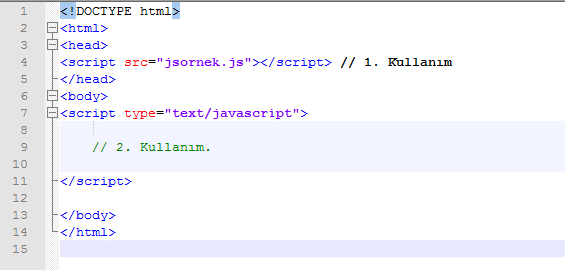 1 <!DOCTYPE html>
2 <html>
3 <head>
4 <script src="jsornek.js"></script> // 1. Kullanım
5 </head>
6 <body>
7 <script type="text/javascript">
8
9 // 2. Kullanım.
10
11 </script>
12
13 </body>
14 </html>
15